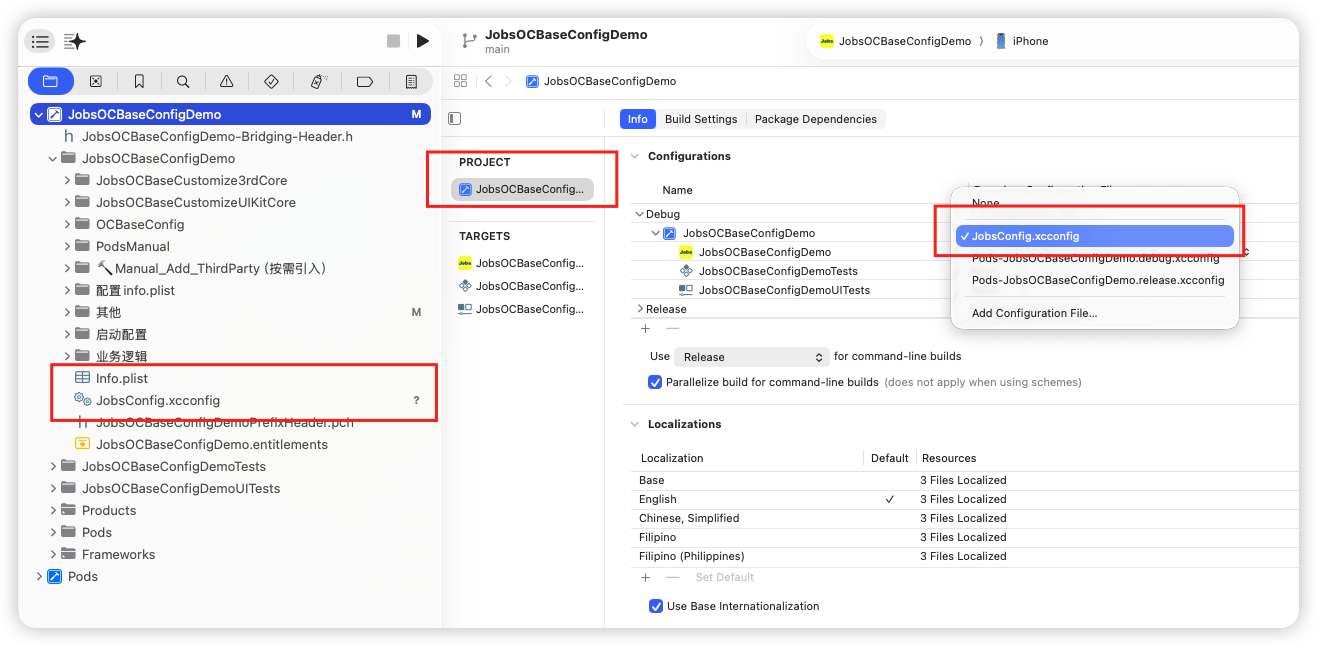 JobsOCBaseConfigDemo
main
JobsOCBaseConfigDemo 〉 iPhone
JobsOCBaseConfigDemo
JobsOCBaseConfigDemo M
JobsOCBaseConfigDemo-Bridging-Header.h
JobsOCBaseConfigDemo
JobsOCBaseCustomize3rdCore
JobsOCBaseCustomizeUIKitCore
OCBaseConfig
PodsManual
🔨Manual_Add_ThirdParty (按需引入)
配置info.plist
其他 M
启动配置
业务逻辑
Info.plist
JobsConfig.xcconfig ?
JobsOCBaseConfigDemoPrefixHeader.pch
JobsOCBaseConfigDemo.entitlements
JobsOCBaseConfigDemoTests
JobsOCBaseConfigDemoUITests
Products
Pods
Frameworks
Pods
PROJECT
JobsOCBaseConfig...
TARGETS
Jobs JobsOCBaseConfig...
JobsOCBaseConfig...
JobsOCBaseConfig...
Info Build Settings Package Dependencies
Configurations
Name
Debug
JobsOCBaseConfigDemo
Jobs JobsOCBaseConfigDemo
JobsOCBaseConfigDemoTests
JobsOCBaseConfigDemoUITests
Release
None
✓ JobsConfig.xcconfig
Pods-JobsOCBaseConfigDemo.debug.xcconfig
Pods-JobsOCBaseConfigDemo.release.xcconfig
Add Configuration File...
+ —
Use Release for command-line builds
Parallelize build for command-line builds (does not apply when using schemes)
Localizations
Localization Default Resources
Base 3 Files Localized
English ✓ 3 Files Localized
Chinese, Simplified 3 Files Localized
Filipino 3 Files Localized
Filipino (Philippines) 3 Files Localized
+ — Set Default
Use Base Internationalization